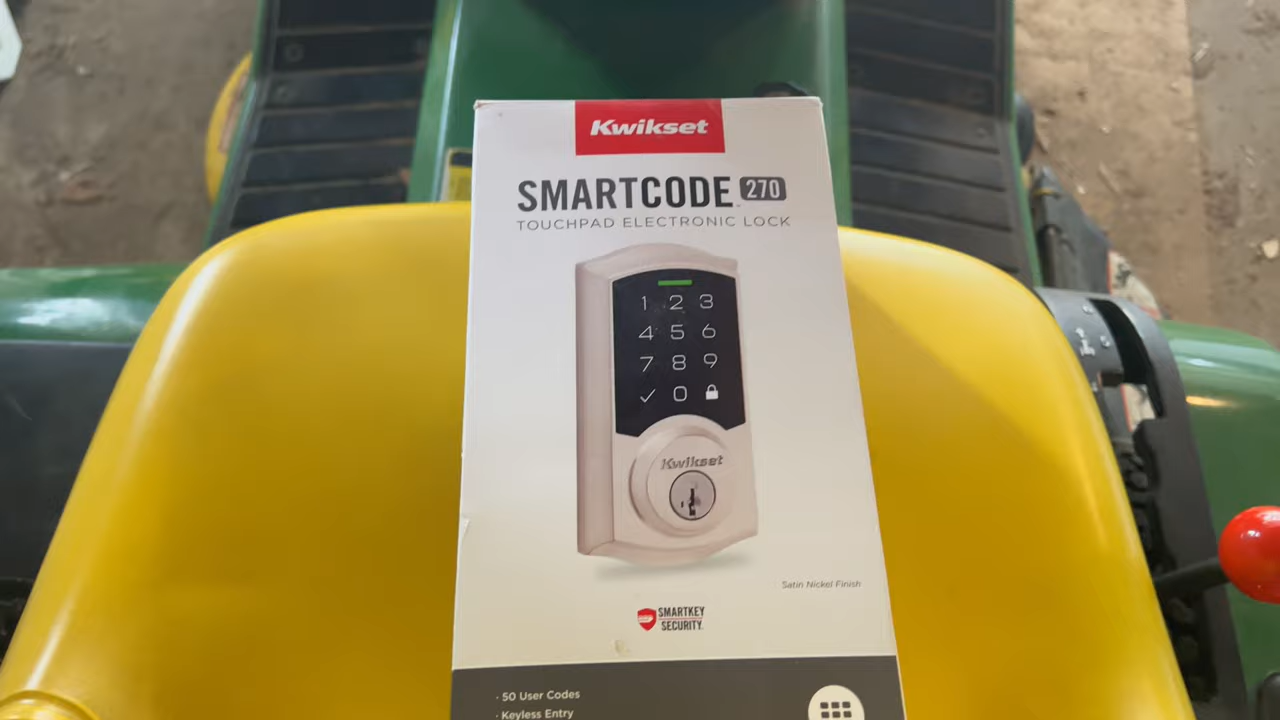 Kwikset
SMARTCODE 270
TOUCHPAD ELECTRONIC LOCK
1 2 3
4 5 6
7 8 9
0
Kwikset
Satin Nickel Finish
SMARTKEY
SECURITY
· 50 User Codes
· Keyless Entry
1